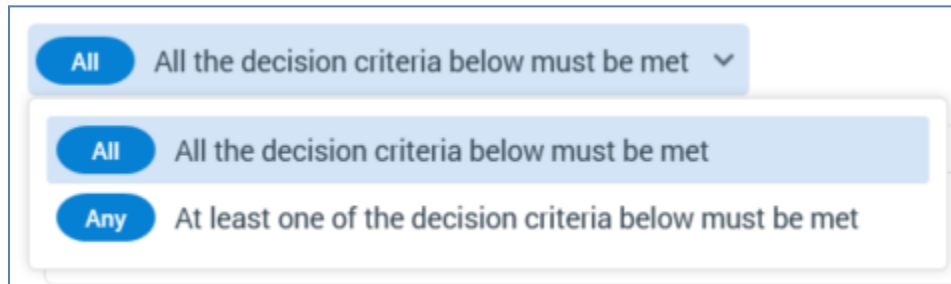 All All the decision criteria below must be met
All All the decision criteria below must be met
Any At least one of the decision criteria below must be met